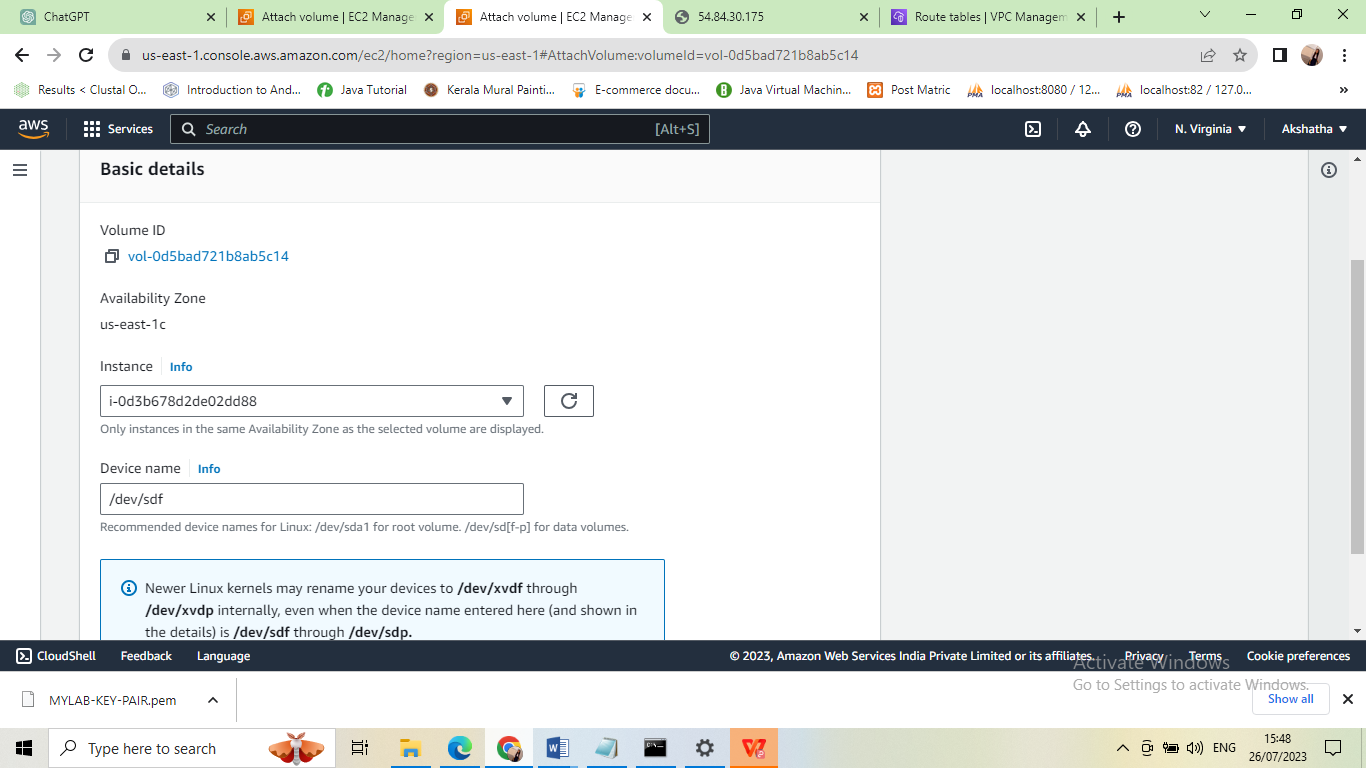 ChatGPT
Attach volume | EC2 Manage
Attach volume | EC2 Manage
54.84.30.175
Route tables | VPC Managem
us-east-1.console.aws.amazon.com/ec2/home?region=us-east-1#AttachVolume:volumeId=vol-0d5bad721b8ab5c14
Results < Clustal O...
Introduction to And...
Java Tutorial
Kerala Mural Painti...
E-commerce docu...
Java Virtual Machin...
Post Matric
localhost:8080 / 12...
localhost:82 / 127.0...
»
aws
Services
Search
[Alt+S]
N. Virginia
Akshatha
Basic details
Volume ID
vol-0d5bad721b8ab5c14
Availability Zone
us-east-1c
Instance
Info
i-0d3b678d2de02dd88
Only instances in the same Availability Zone as the selected volume are displayed.
Device name
Info
/dev/sdf
Recommended device names for Linux: /dev/sda1 for root volume. /dev/sd[f-p] for data volumes.
Newer Linux kernels may rename your devices to /dev/xvdf through
/dev/xvdp internally, even when the device name entered here (and shown in
the details) is /dev/sdf through /dev/sdp.
CloudShell
Feedback
Language
© 2023, Amazon Web Services India Private Limited or its affiliates.
Privacy
Terms
Cookie preferences
Activate Windows
Go to Settings to activate Windows.
MYLAB-KEY-PAIR.pem
Show all
Type here to search
ENG
15:48
26/07/2023